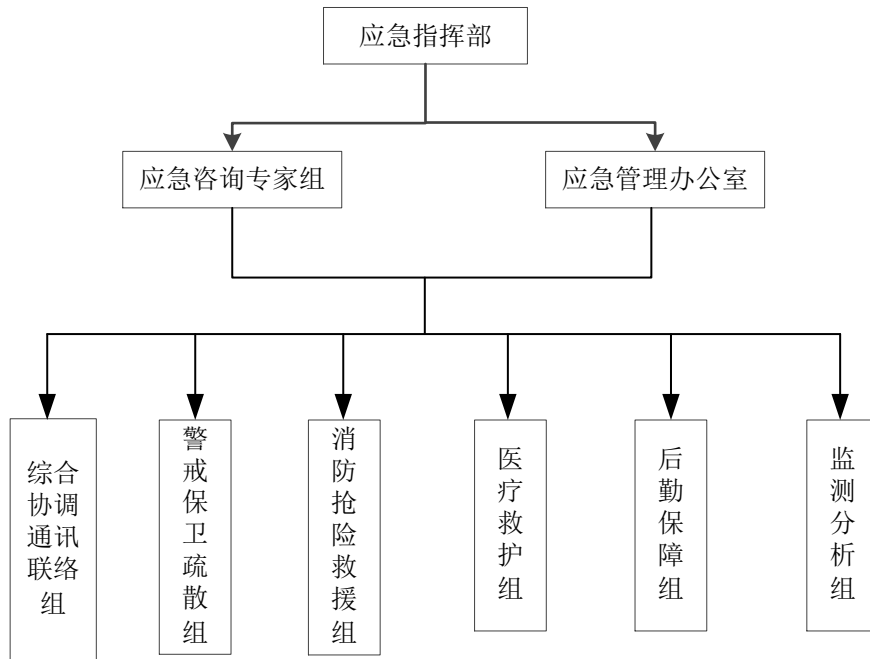 应急指挥部
应急咨询专家组
应急管理办公室
综合
协调
通讯
联络
组
警戒保卫疏散组
消防抢险救援组
医疗救护组
后勤保障组
监测分析组